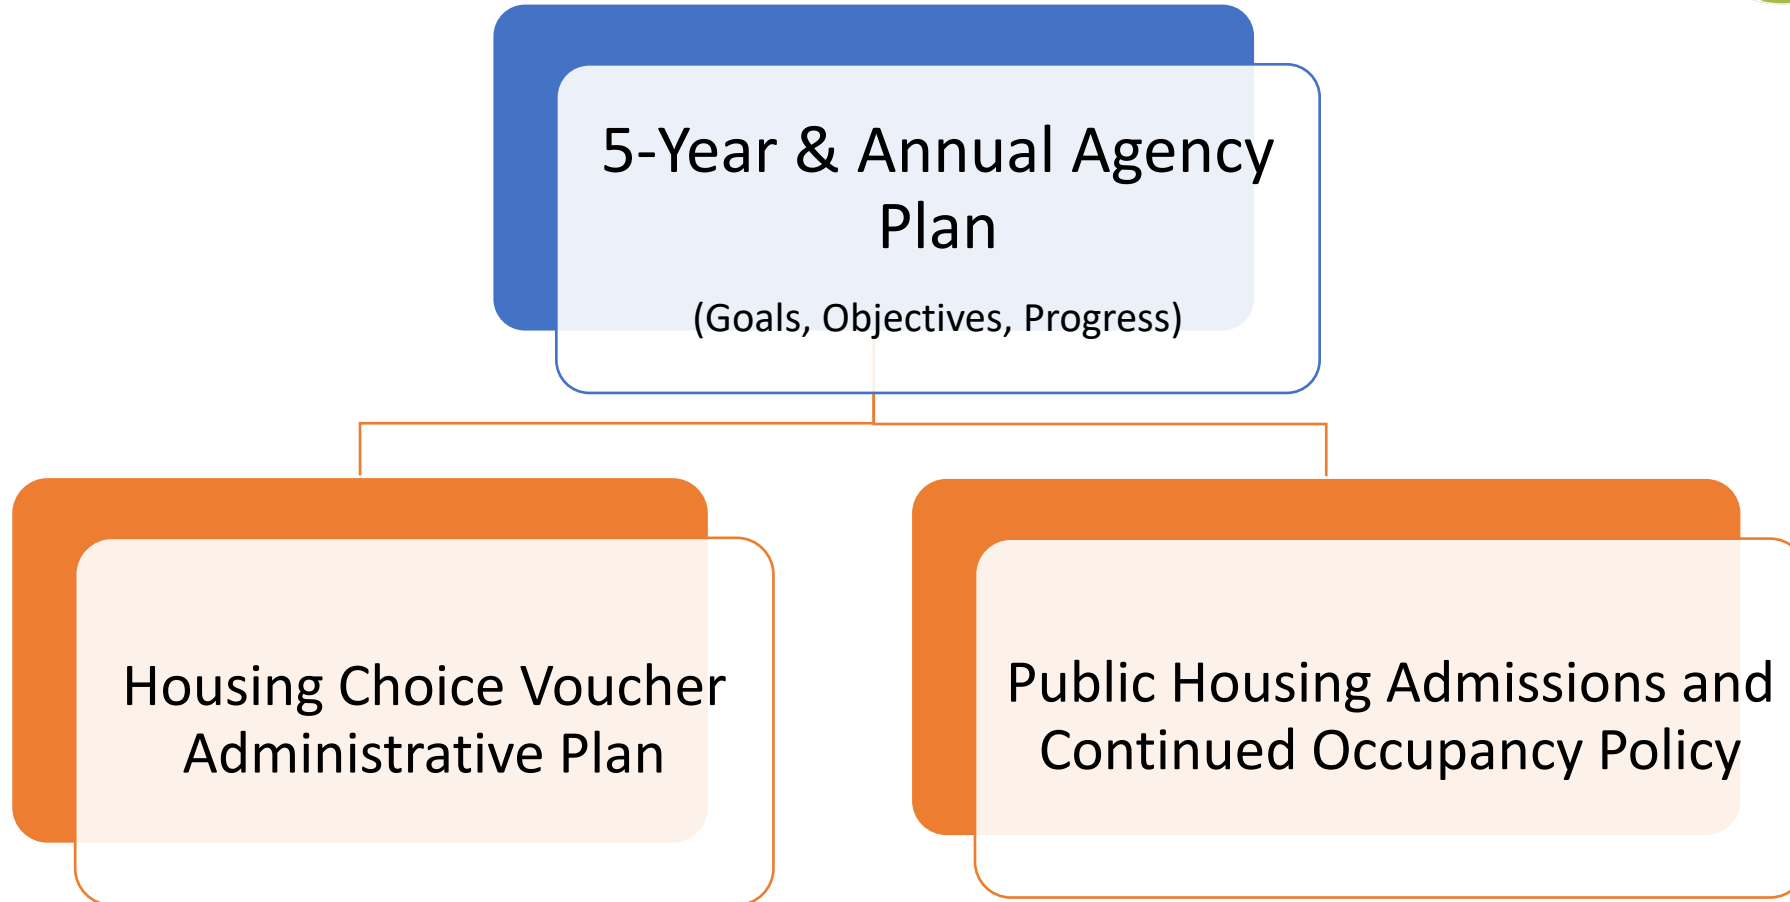 5-Year & Annual Agency
Plan
(Goals, Objectives, Progress)
Housing Choice Voucher
Administrative Plan
Public Housing Admissions and
Continued Occupancy Policy